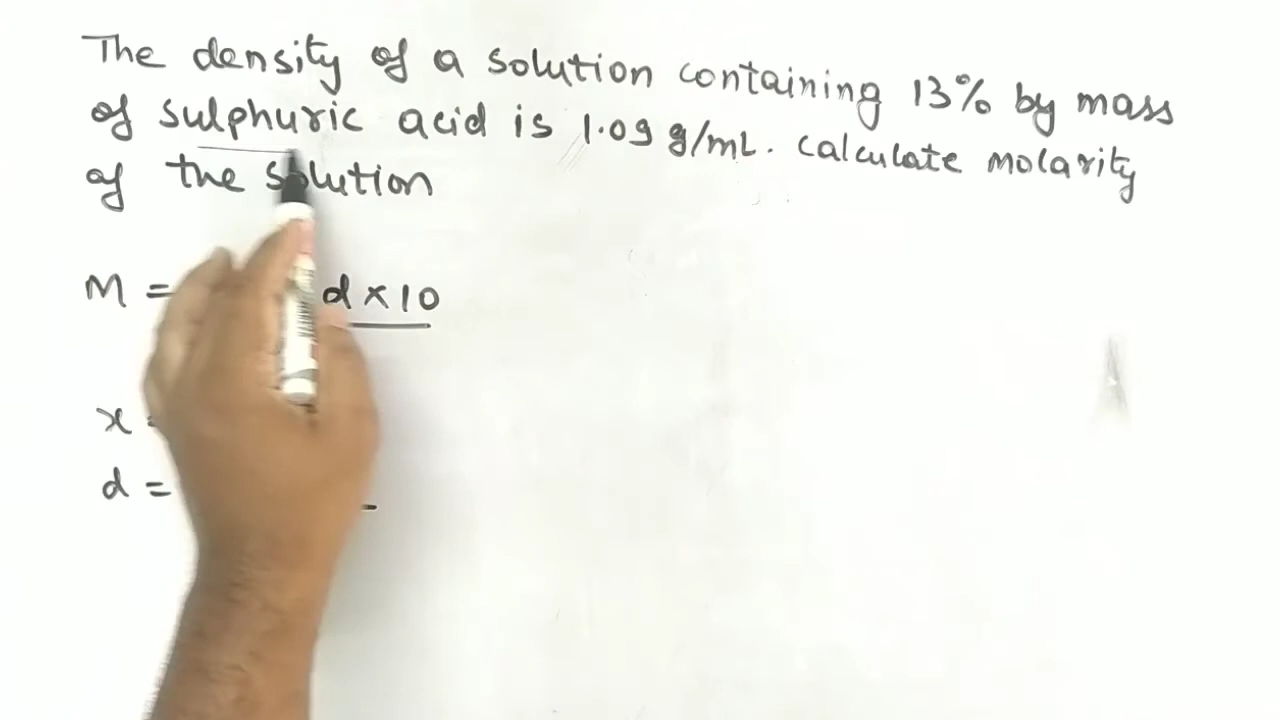 The density of a solution containing 13% by mass
of sulphuric acid is 1.09 g/mL. calculate molarity
of the solution
M = d × 10
x =
d =